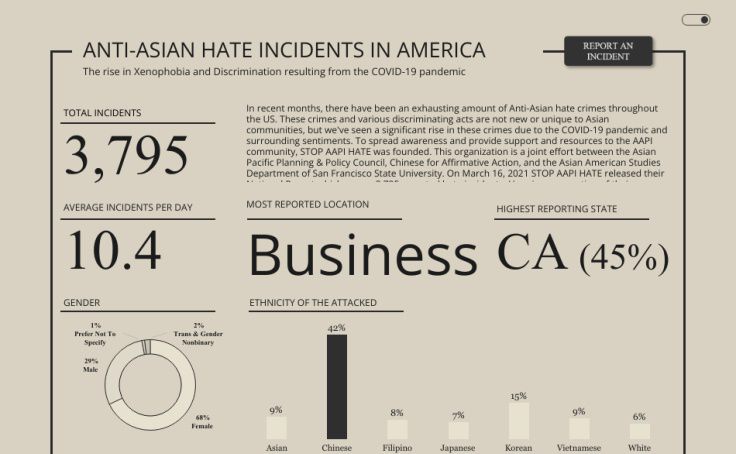 ANTI-ASIAN HATE INCIDENTS IN AMERICA
REPORT AN
INCIDENT
The rise in Xenophobia and Discrimination resulting from the COVID-19 pandemic
TOTAL INCIDENTS
3,795
In recent months, there have been an exhausting amount of Anti-Asian hate crimes throughout
the US. These crimes and various discriminating acts are not new or unique to Asian
communities, but we've seen a significant rise in these crimes due to the COVID-19 pandemic and
surrounding sentiments. To spread awareness and provide support and resources to the AAPI
community, STOP AAPI HATE was founded. This organization is a joint effort between the Asian
Pacific Planning & Policy Council, Chinese for Affirmative Action, and the Asian American Studies
Department of San Francisco State University. On March 16, 2021 STOP AAPI HATE released their
AVERAGE INCIDENTS PER DAY
10.4
MOST REPORTED LOCATION
Business
HIGHEST REPORTING STATE
CA (45%)
GENDER
1%
Prefer Not To
Specify
2%
Trans & Gender
Nonbinary
29%
Male
68%
Female
ETHNICITY OF THE ATTACKED
9%
42%
8%
7%
15%
9%
6%
Asian
Chinese
Filipino
Japanese
Korean
Vietnamese
White